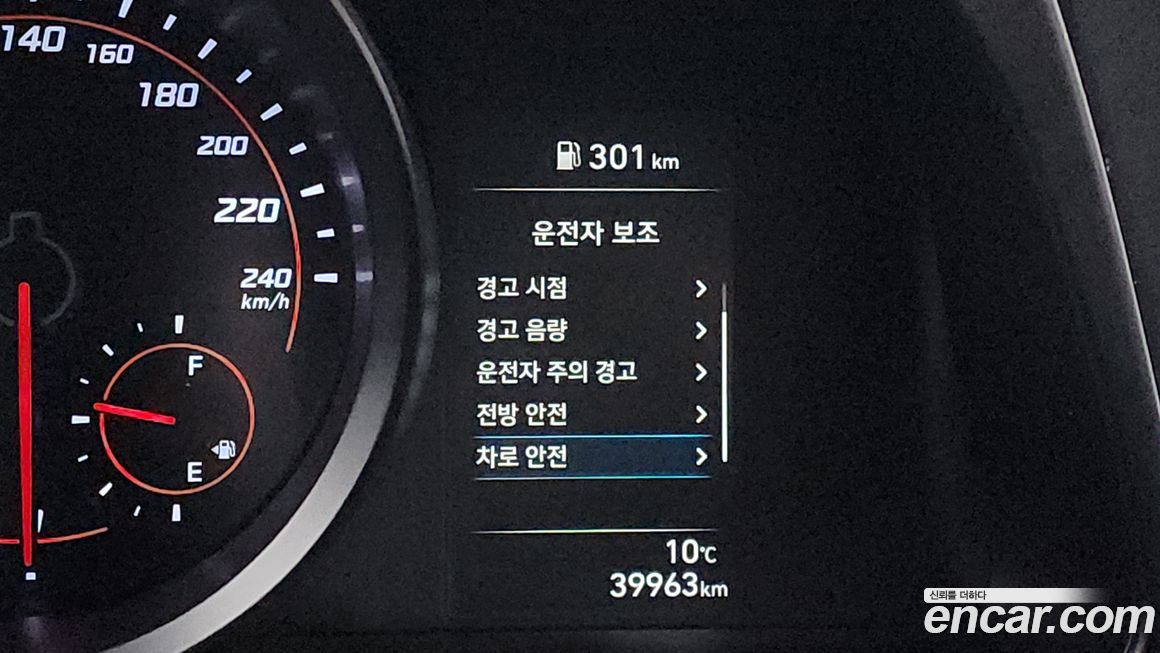 140
160
180
200
220
240
km/h
F
E
301 km
운전자 보조
경고 시점
경고 음량
운전자 주의 경고
전방 안전
차로 안전
10℃
39963km
신뢰를 더하다
encar.com